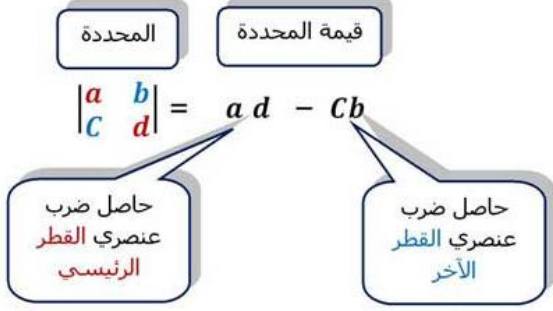 قيمة المحددة
المحددة
|a b|
|C d| = a d − Cb
حاصل ضرب
عنصري القطر
الرئيسي
حاصل ضرب
عنصري القطر
الآخر